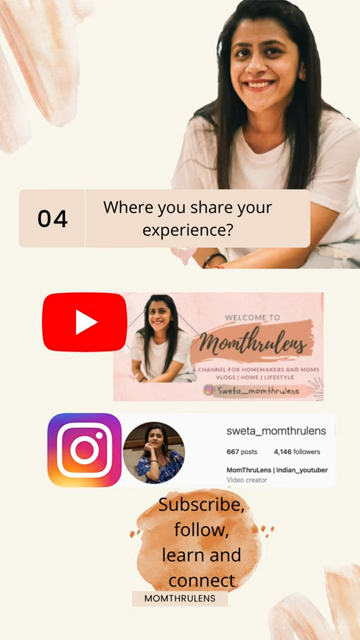 04
Where you share your
experience?
WELCOME TO
Momthrulens
A CHANNEL FOR HOMEMAKERS AND MOMS
VLOGS | HOME | LIFESTYLE
Sweta_momthrulens
sweta_momthrulens
667 posts 4,146 followers
MomThruLens | Indian_youtuber
Video creator
Subscribe,
follow,
learn and
connect
MOMTHRULENS